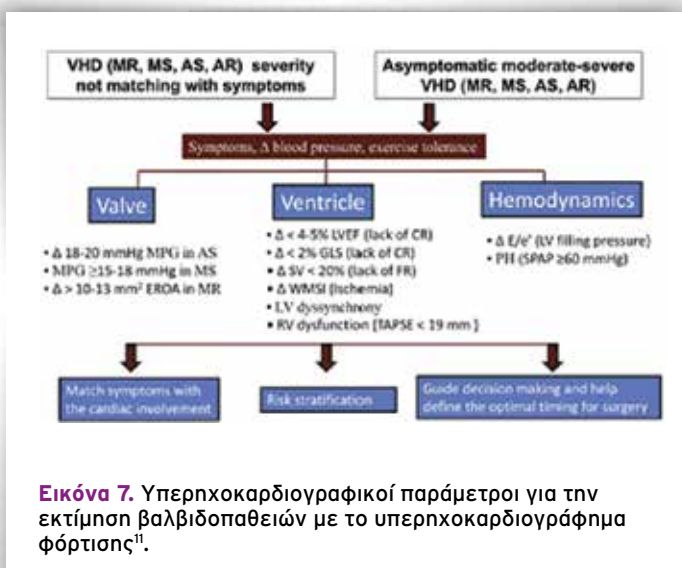 VHD (MR, MS, AS, AR) severity
not matching with symptoms
Asymptomatic moderate-severe
VHD (MR, MS, AS, AR)
Symptoms, Δ blood pressure, exercise tolerance
Valve
• Δ 18-20 mmHg MPG in AS
• MPG ≥15-18 mmHg in MS
• Δ > 10-13 mm² EROA in MR
Ventricle
• Δ < 4-5% LVEF (lack of CR)
• Δ < 2% GLS (lack of CR)
• Δ SV < 20% (lack of FR)
• Δ WMSI (Ischemia)
• LV dyssynchrony
• RV dysfunction [TAPSE < 19 mm ]
Hemodynamics
• Δ E/e' (LV filling pressure)
• PH (SPAP ≥60 mmHg)
Match symptoms with
the cardiac involvement
Risk stratification
Guide decision making and help
define the optimal timing for surgery
Εικόνα 7. Υπερηχοκαρδιογραφικοί παράμετροι για την
εκτίμηση βαλβιδοπαθειών με το υπερηχοκαρδιογράφημα
φόρτισης¹¹.